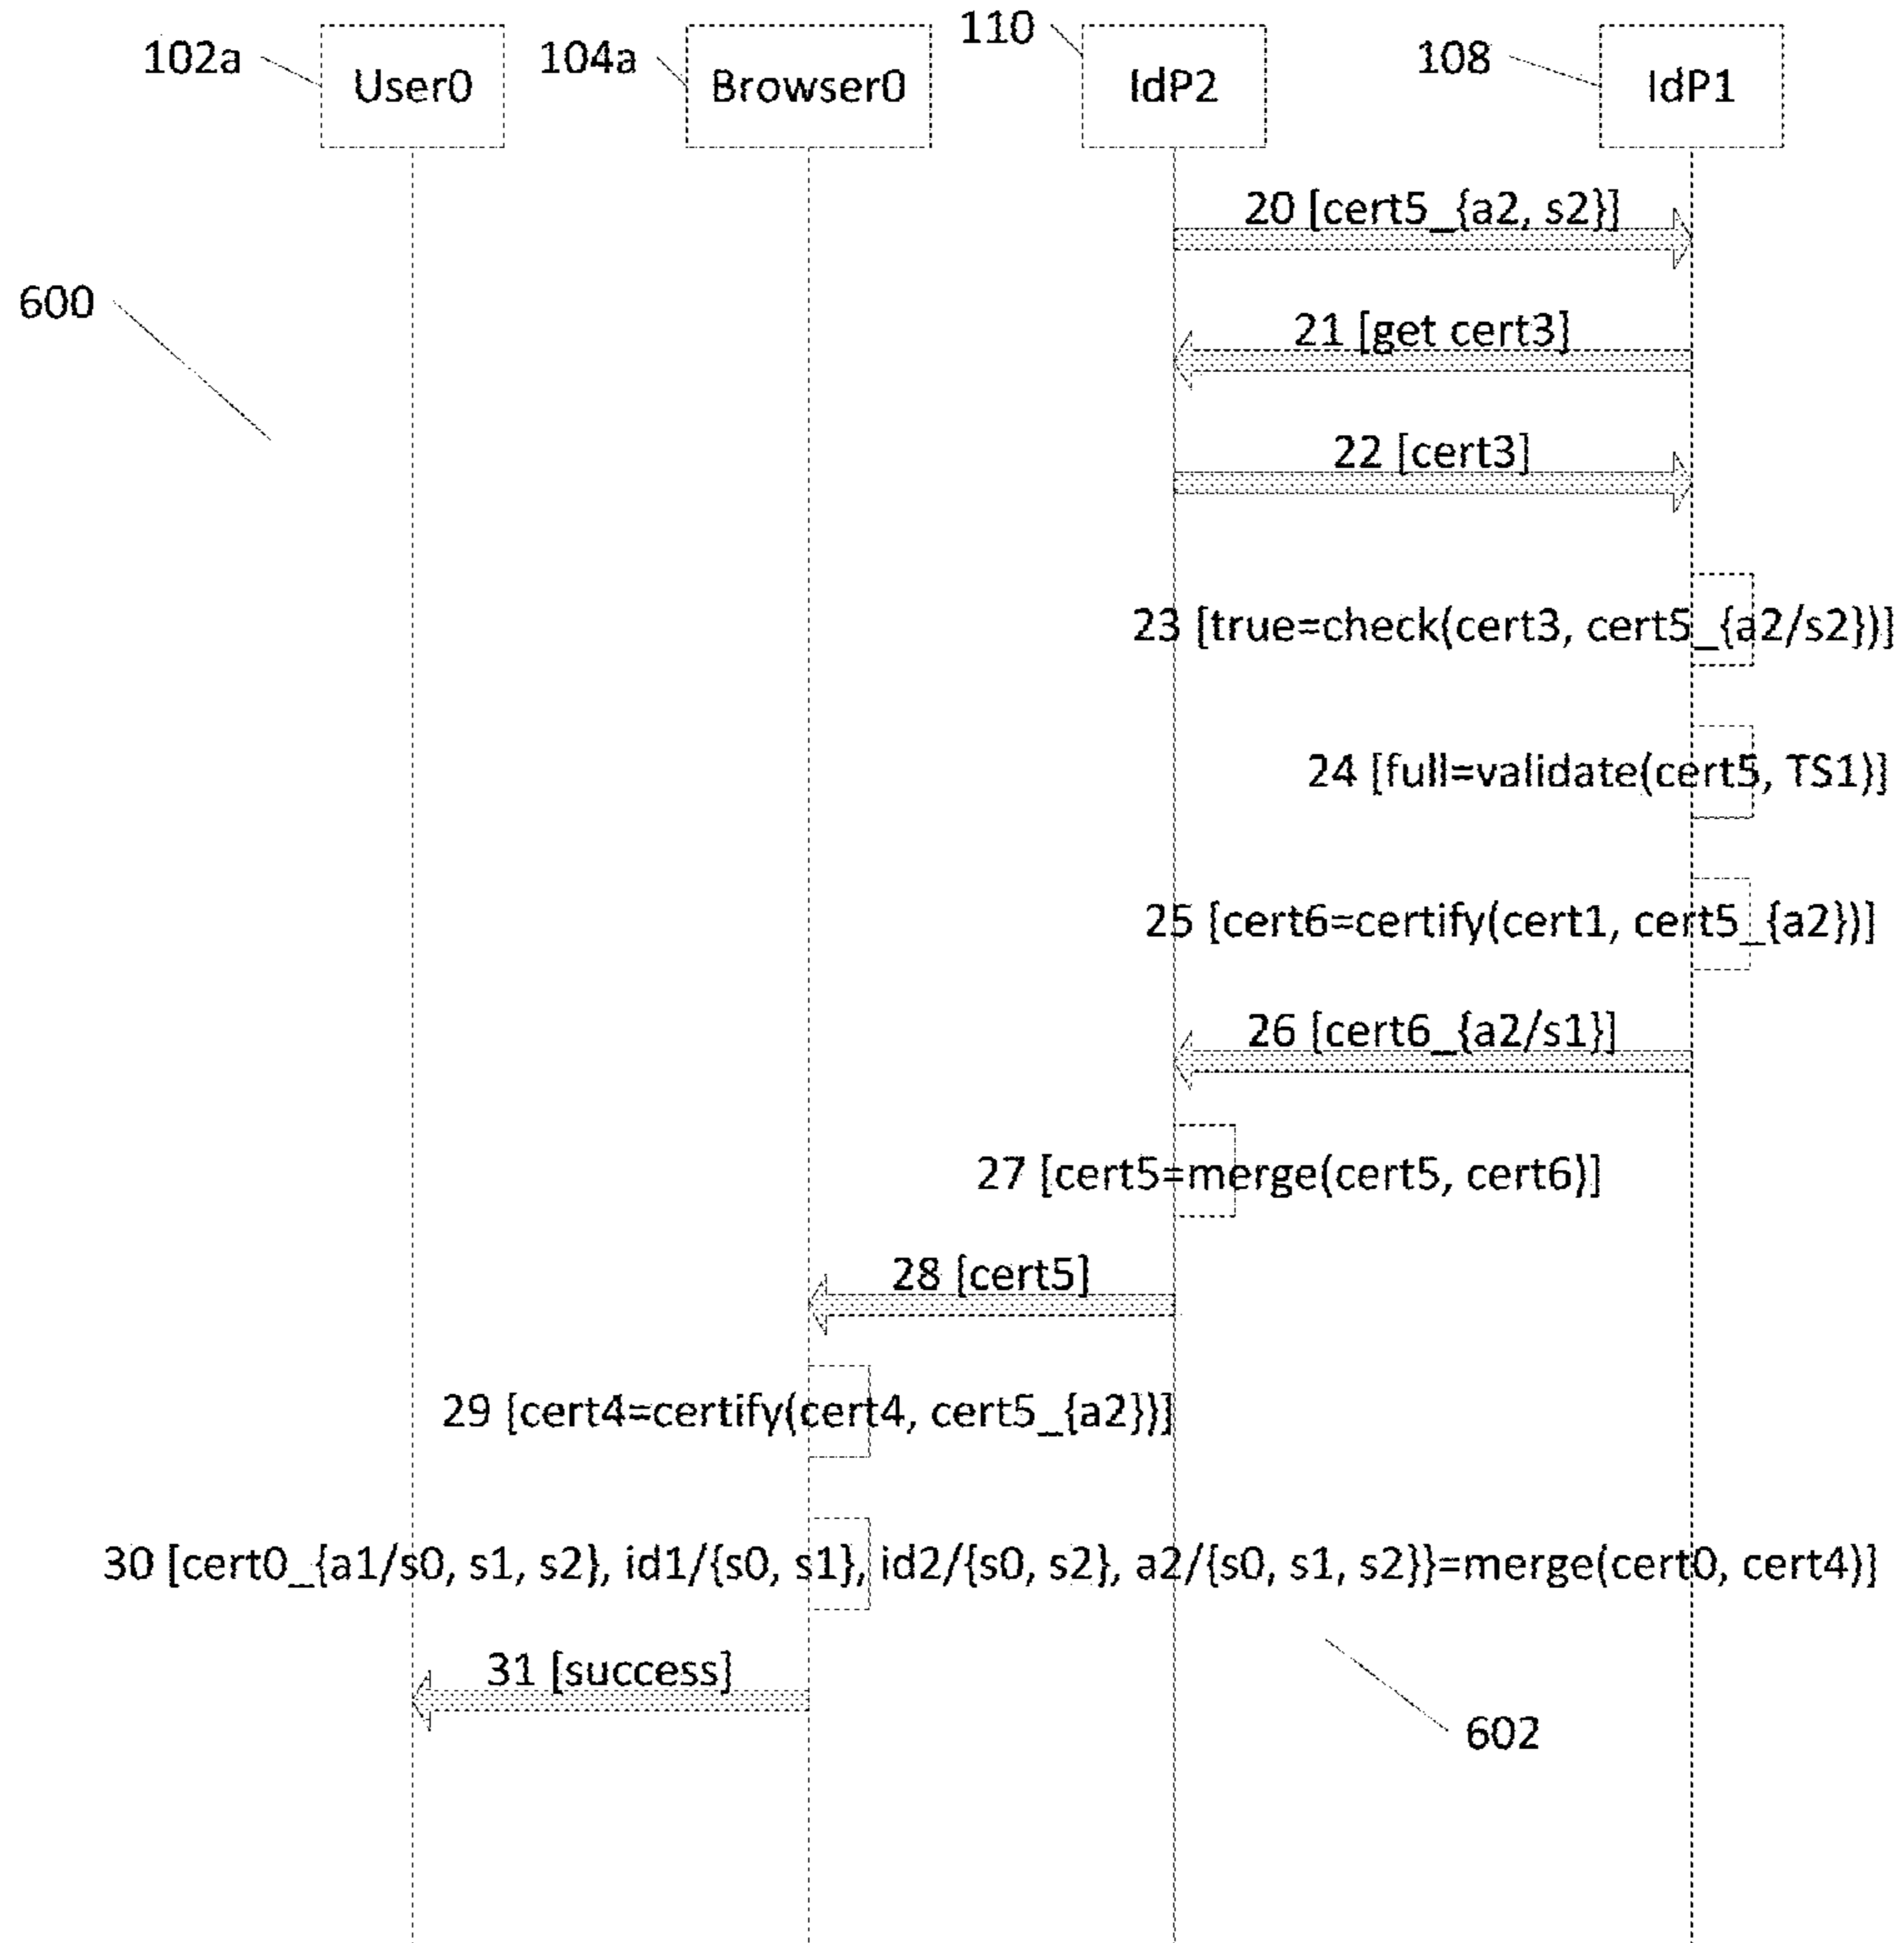 102a
User0
104a
Browser0
110
IdP2
108
IdP1
20 [cert5_{a2, s2}]
600
21 [get cert3]
22 [cert3]
23 [true=check(cert3, cert5_{a2/s2})]
24 [full=validate(cert5, TS1)]
25 [cert6=certify(cert1, cert5_{a2})]
26 [cert6_{a2/s1}]
27 [cert5=merge(cert5, cert6)]
28 [cert5]
29 [cert4=certify(cert4, cert5_{a2})]
30 [cert0_{a1/s0, s1, s2}, id1/{s0, s1}, id2/{s0, s2}, a2/{s0, s1, s2}}=merge(cert0, cert4)]
31 [success]
602